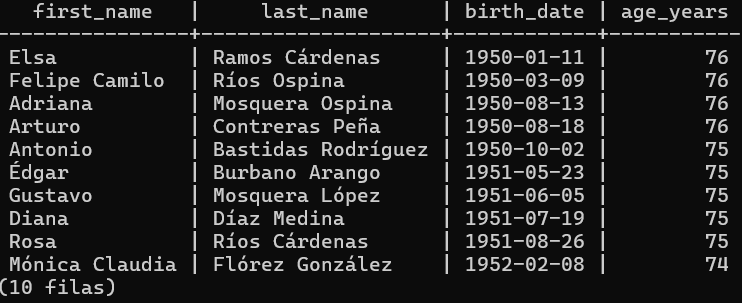 first_name | last_name | birth_date | age_years
---------------+---------------------+------------+-----------
Elsa | Ramos Cárdenas | 1950-01-11 | 76
Felipe Camilo | Ríos Ospina | 1950-03-09 | 76
Adriana | Mosquera Ospina | 1950-08-13 | 76
Arturo | Contreras Peña | 1950-08-18 | 76
Antonio | Bastidas Rodríguez | 1950-10-02 | 75
Édgar | Burbano Arango | 1951-05-23 | 75
Gustavo | Mosquera López | 1951-06-05 | 75
Diana | Díaz Medina | 1951-07-19 | 75
Rosa | Ríos Cárdenas | 1951-08-26 | 75
Mónica Claudia | Flórez González | 1952-02-08 | 74
(10 filas)